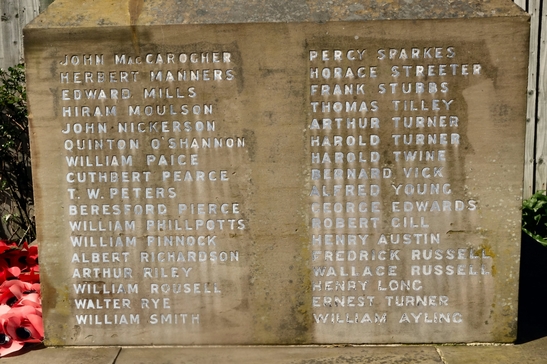 JOHN MacCAROCHER
HERBERT MANNERS
EDWARD MILLS
HIRAM MOULSON
JOHN NICKERSON
QUINTON O'SHANNON
WILLIAM PAICE
CUTHBERT PEARCE
T. W. PETERS
BERESFORD PIERCE
WILLIAM PHILLPOTTS
WILLIAM PINNOCK
ALBERT RICHARDSON
ARTHUR RILEY
WILLIAM ROUSELL
WALTER RYE
WILLIAM SMITH
PERCY SPARKES
HORACE STREETER
FRANK STUBBS
THOMAS TILLEY
ARTHUR TURNER
HAROLD TURNER
HAROLD TWINE
BERNARD VICK
ALFRED YOUNG
GEORGE EDWARDS
ROBERT GILL
HENRY AUSTIN
FREDRICK RUSSELL
WALLACE RUSSELL
HENRY LONG
ERNEST TURNER
WILLIAM AYLING